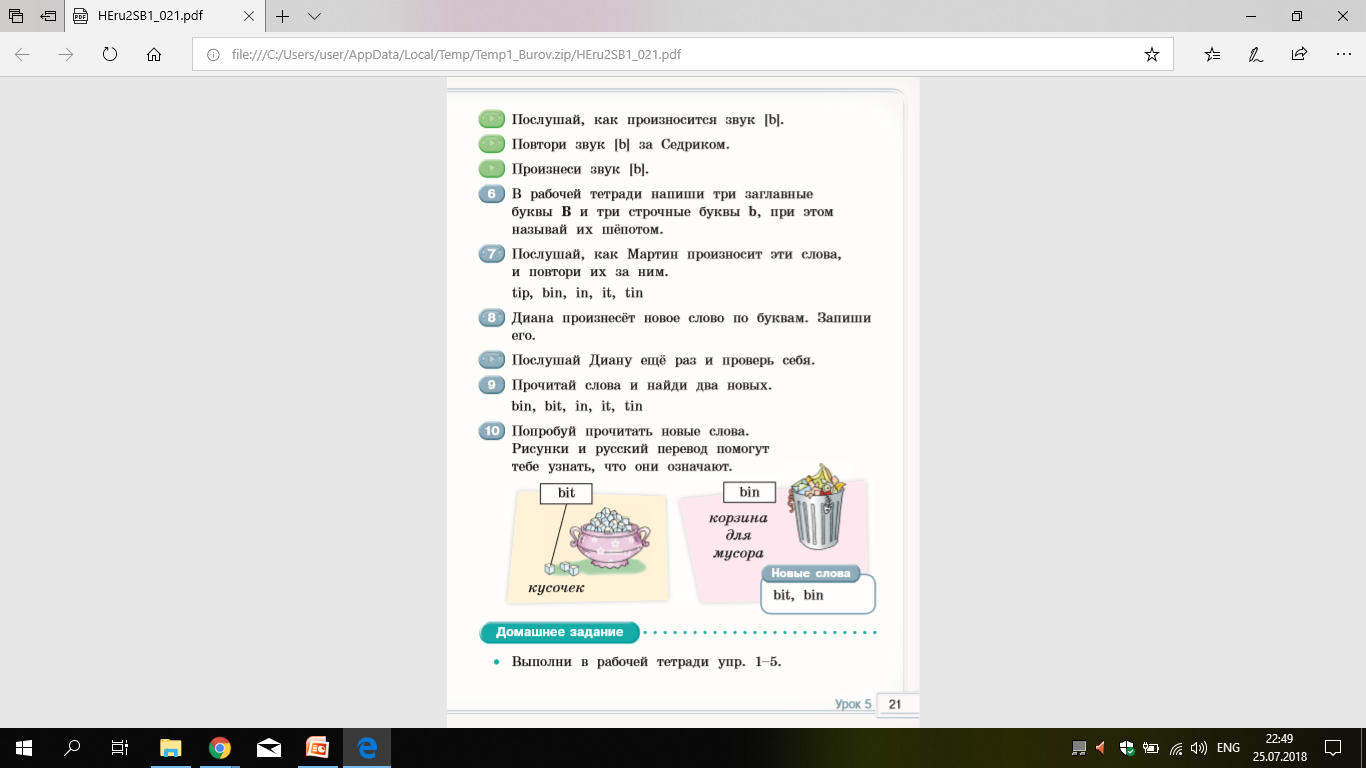 HEru2SB1_021.pdf
file:///C:/Users/user/AppData/Local/Temp/Temp1_Burov.zip/HEru2SB1_021.pdf
Послушай, как произносится звук [b].
Повтори звук [b] за Седриком.
Произнеси звук [b].
6 В рабочей тетради напиши три заглавные
буквы B и три строчные буквы b, при этом
называй их шёпотом.
7 Послушай, как Мартин произносит эти слова,
и повтори их за ним.
tip, bin, in, it, tin
8 Диана произнесёт новое слово по буквам. Запиши
его.
Послушай Диану ещё раз и проверь себя.
9 Прочитай слова и найди два новых.
bin, bit, in, it, tin
10 Попробуй прочитать новые слова.
Рисунки и русский перевод помогут
тебе узнать, что они означают.
bit
кусочек
bin
корзина
для
мусора
Новые слова
bit, bin
Домашнее задание
• Выполни в рабочей тетради упр. 1–5.
Урок 5 21
ENG
22:49
25.07.2018